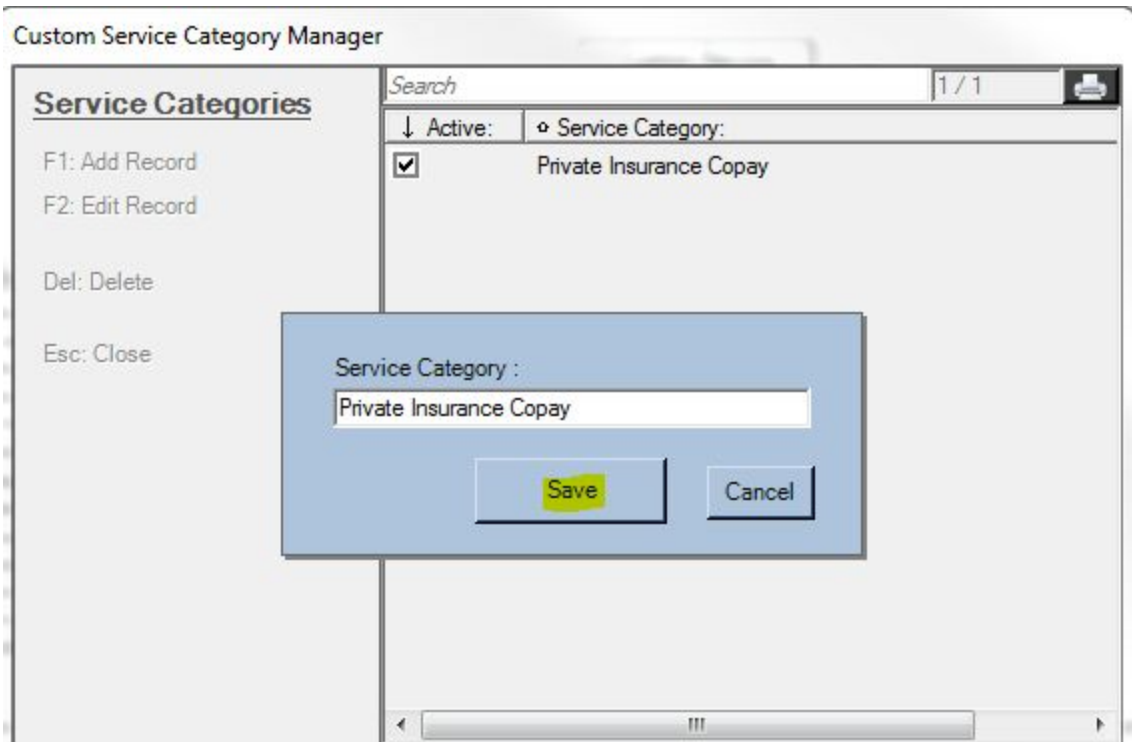 Custom Service Category Manager
Service Categories
F1: Add Record
F2: Edit Record
Del: Delete
Esc: Close
Search
1 / 1
Active:
Service Category:
Private Insurance Copay
Service Category :
Private Insurance Copay
Save
Cancel